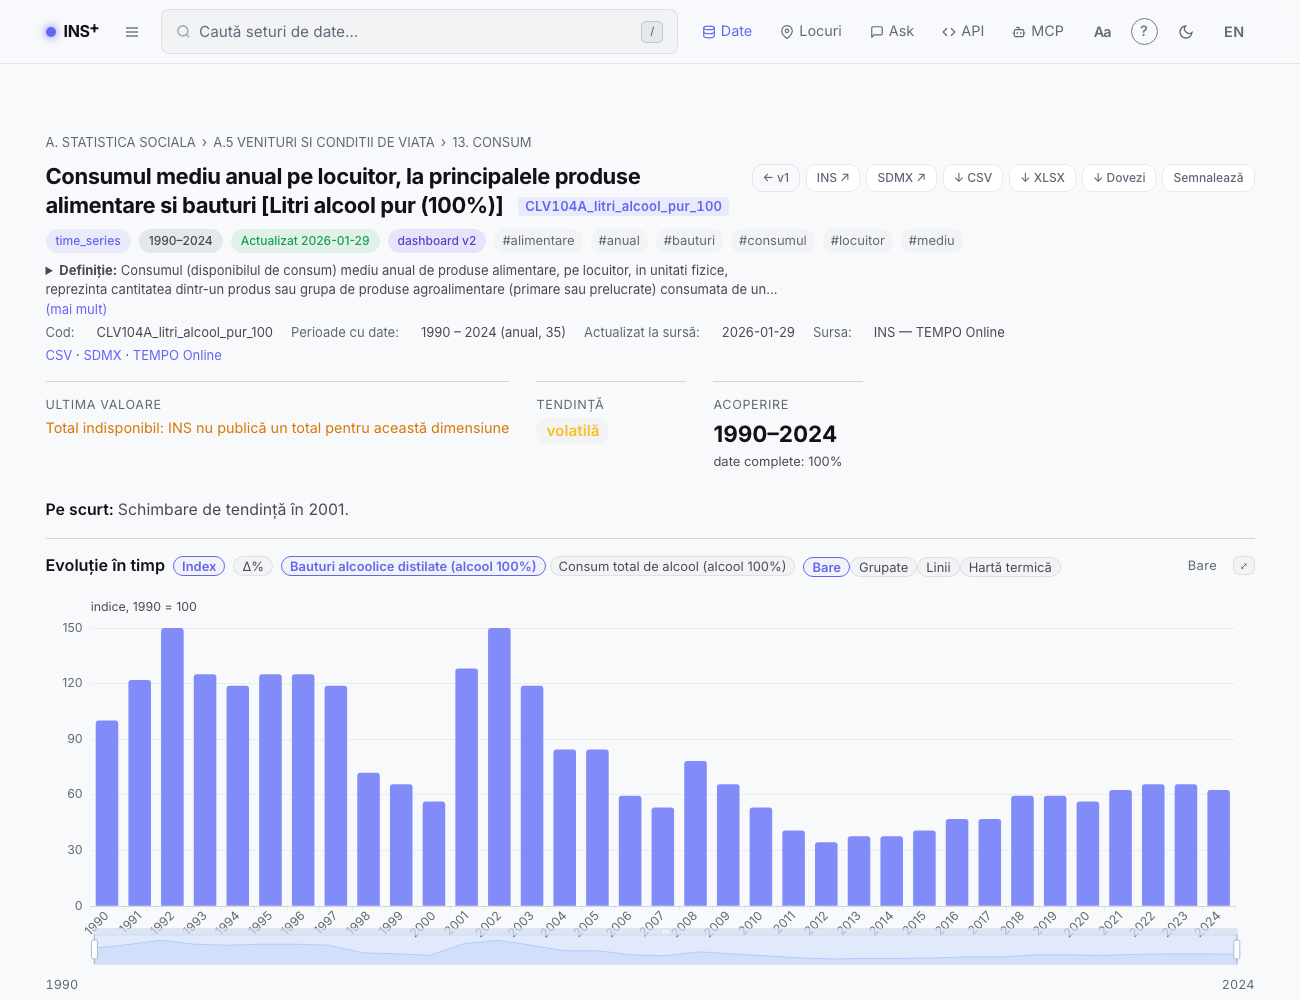 INS+
Caută seturi de date...
/
Date
Locuri
Ask
API
MCP
Aa
?
EN
A. STATISTICA SOCIALA › A.5 VENITURI SI CONDITII DE VIATA › 13. CONSUM
Consumul mediu anual pe locuitor, la principalele produse
alimentare si bauturi [Litri alcool pur (100%)] CLV104A_litri_alcool_pur_100
← v1
INS ↗
SDMX ↗
↓ CSV
↓ XLSX
↓ Dovezi
Semnalează
time_series 1990–2024 Actualizat 2026-01-29 dashboard v2 #alimentare #anual #bauturi #consumul #locuitor #mediu
▶ Definiție: Consumul (disponibilul de consum) mediu anual de produse alimentare, pe locuitor, in unitati fizice,
reprezinta cantitatea dintr-un produs sau grupa de produse agroalimentare (primare sau prelucrate) consumata de un...
(mai mult)
Cod: CLV104A_litri_alcool_pur_100 Perioade cu date: 1990 – 2024 (anual, 35) Actualizat la sursă: 2026-01-29 Sursa: INS — TEMPO Online
CSV · SDMX · TEMPO Online
ULTIMA VALOARE
Total indisponibil: INS nu publică un total pentru această dimensiune
TENDINȚĂ
volatilă
ACOPERIRE
1990–2024
date complete: 100%
Pe scurt: Schimbare de tendință în 2001.
Evoluție în timp Index Δ% Bauturi alcoolice distilate (alcool 100%) Consum total de alcool (alcool 100%) Bare Grupate Linii Hartă termică Bare
indice, 1990 = 100
150
120
90
60
30
0
1990 1991 1992 1993 1994 1995 1996 1997 1998 1999 2000 2001 2002 2003 2004 2005 2006 2007 2008 2009 2010 2011 2012 2013 2014 2015 2016 2017 2018 2019 2020 2021 2022 2023 2024
1990 2024